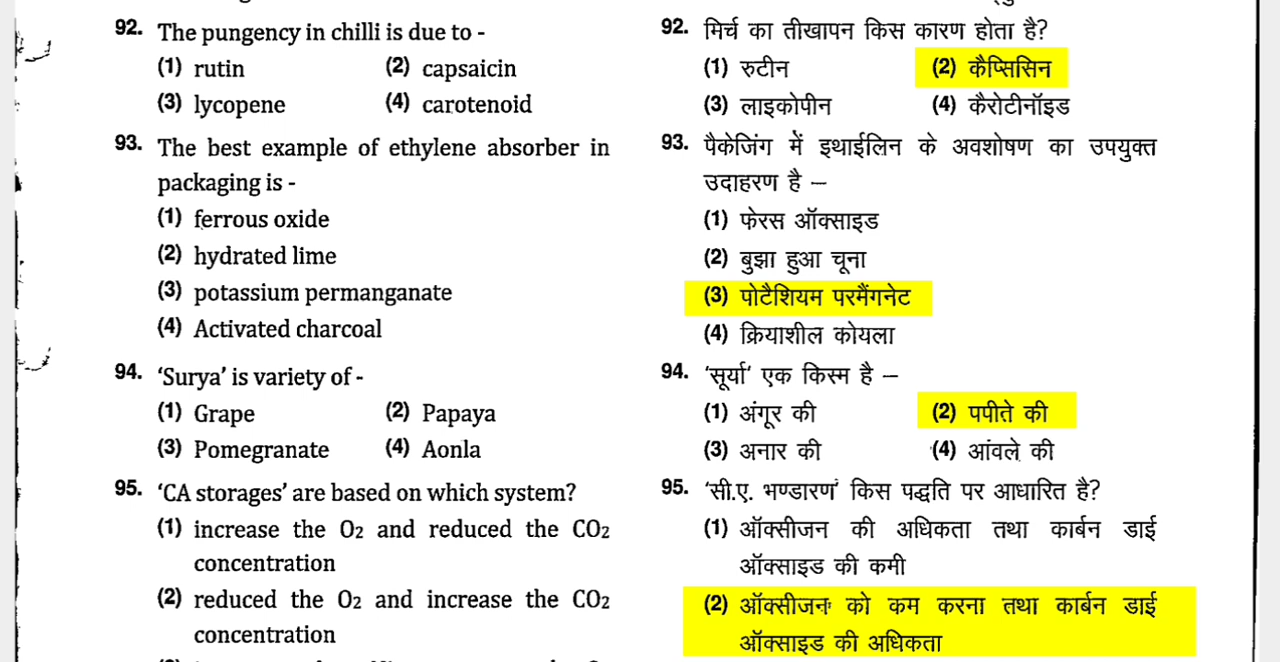 92. The pungency in chilli is due to -
(1) rutin (2) capsaicin
(3) lycopene (4) carotenoid
93. The best example of ethylene absorber in
packaging is -
(1) ferrous oxide
(2) hydrated lime
(3) potassium permanganate
(4) Activated charcoal
94. 'Surya' is variety of -
(1) Grape (2) Papaya
(3) Pomegranate (4) Aonla
95. 'CA storages' are based on which system?
(1) increase the O2 and reduced the CO2
concentration
(2) reduced the O2 and increase the CO2
concentration
92. मिर्च का तीखापन किस कारण होता है?
(1) रुटीन (2) कैप्सिसिन
(3) लाइकोपीन (4) कैरोटीनॉइड
93. पैकेजिंग में इथाईलिन के अवशोषण का उपयुक्त
उदाहरण है –
(1) फेरस ऑक्साइड
(2) बुझा हुआ चूना
(3) पोटैशियम परमैंगनेट
(4) क्रियाशील कोयला
94. 'सूर्या' एक किस्म है –
(1) अंगूर की (2) पपीते की
(3) अनार की (4) आंवले की
95. 'सी.ए. भण्डारण' किस पद्धति पर आधारित है?
(1) ऑक्सीजन की अधिकता तथा कार्बन डाई
ऑक्साइड की कमी
(2) ऑक्सीजन को कम करना तथा कार्बन डाई
ऑक्साइड की अधिकता